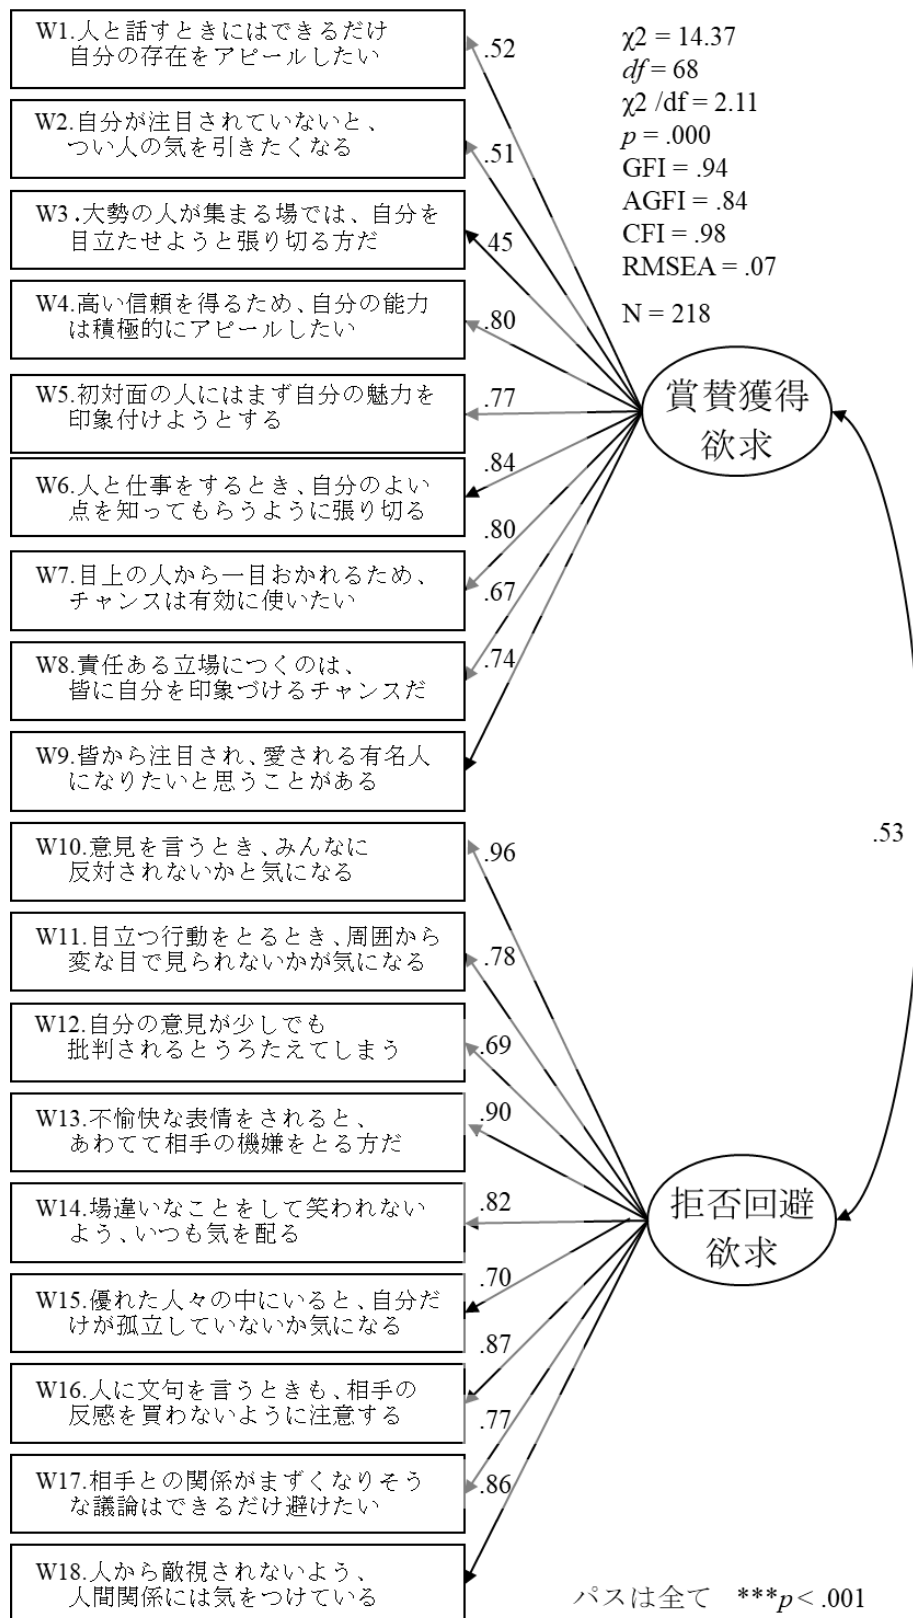 W1.人と話すときにはできるだけ
自分の存在をアピールしたい
W2.自分が注目されていないと、
つい人の気を引きたくなる
W3.大勢の人が集まる場では、自分を
目立たせようと張り切る方だ
W4.高い信頼を得るため、自分の能力
は積極的にアピールしたい
W5.初対面の人にはまず自分の魅力を
印象付けようとする
W6.人と仕事をするとき、自分のよい
点を知ってもらうように張り切る
W7.目上の人から一目おかれるため、
チャンスは有効に使いたい
W8.責任ある立場につくのは、
皆に自分を印象づけるチャンスだ
W9.皆から注目され、愛される有名人
になりたいと思うことがある
W10.意見を言うとき、みんなに
反対されないかと気になる
W11.目立つ行動をとるとき、周囲から
変な目で見られないかが気になる
W12.自分の意見が少しでも
批判されるとうろたえてしまう
W13.不愉快な表情をされると、
あわてて相手の機嫌をとる方だ
W14.場違いなことをして笑われない
よう、いつも気を配る
W15.優れた人々の中にいると、自分だ
けが孤立していないか気になる
W16.人に文句を言うときも、相手の
反感を買わないように注意する
W17.相手との関係がまずくなりそう
な議論はできるだけ避けたい
W18.人から敵視されないよう、
人間関係には気をつけている
.52
.51
.45
.80
.77
.84
.80
.67
.74
.96
.78
.69
.90
.82
.70
.87
.77
.86
χ2 = 14.37
df = 68
χ2 /df = 2.11
p = .000
GFI = .94
AGFI = .84
CFI = .98
RMSEA = .07
N = 218
賞賛獲得
欲求
.53
拒否回避
欲求
パスは全て ***p < .001